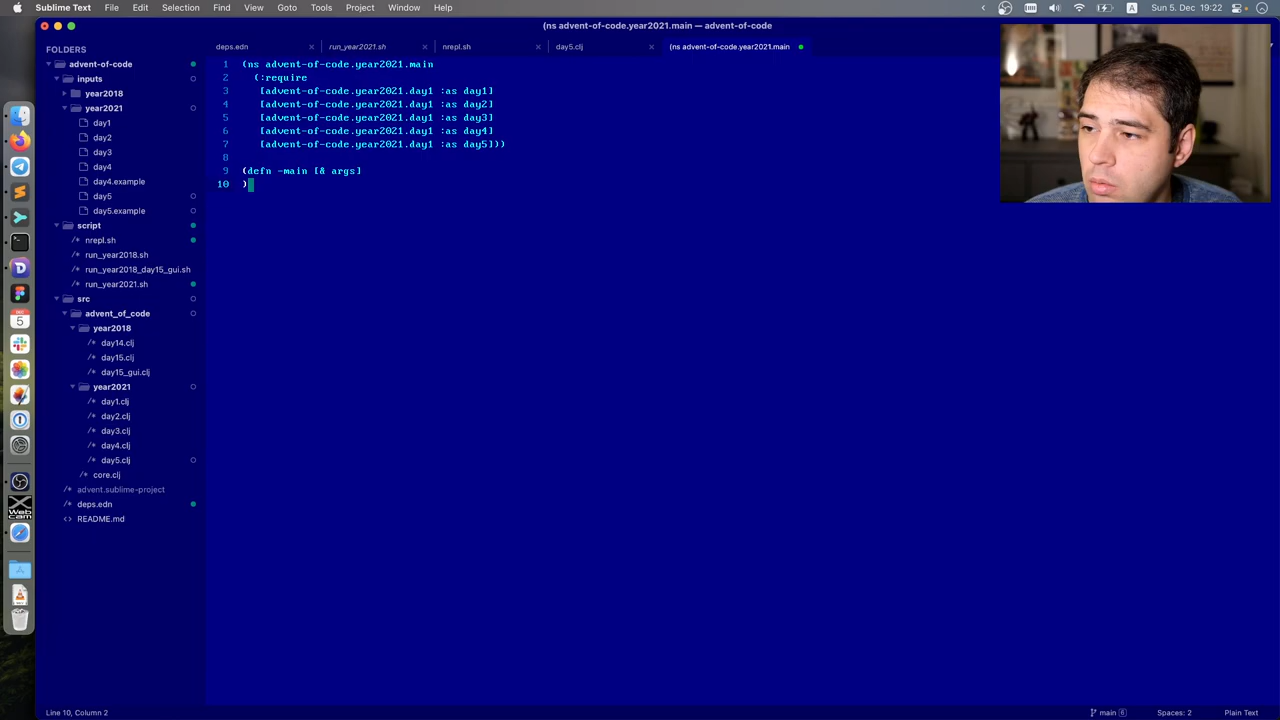 Sublime Text File Edit Selection Find View Goto Tools Project Window Help
A Sun 5. Dec 19:22
(ns advent-of-code.year2021.main — advent-of-code
deps.edn run_year2021.sh nrepl.sh day5.clj (ns advent-of-code.year2021.main
FOLDERS
advent-of-code
inputs
year2018
year2021
day1
day2
day3
day4
day4.example
day5
day5.example
script
/* nrepl.sh
/* run_year2018.sh
/* run_year2018_day15_gui.sh
/* run_year2021.sh
src
advent_of_code
year2018
/* day14.clj
/* day15.clj
/* day15_gui.clj
year2021
/* day1.clj
/* day2.clj
/* day3.clj
/* day4.clj
/* day5.clj
/* core.clj
/* advent.sublime-project
/* deps.edn
<> README.md
1 (ns advent-of-code.year2021.main
2 (:require
3 [advent-of-code.year2021.day1 :as day1]
4 [advent-of-code.year2021.day1 :as day2]
5 [advent-of-code.year2021.day1 :as day3]
6 [advent-of-code.year2021.day1 :as day4]
7 [advent-of-code.year2021.day1 :as day5]))
8
9 (defn -main [& args]
10 )
DEC
5
Web
cam
Line 10, Column 2 main 6 Spaces: 2 Plain Text